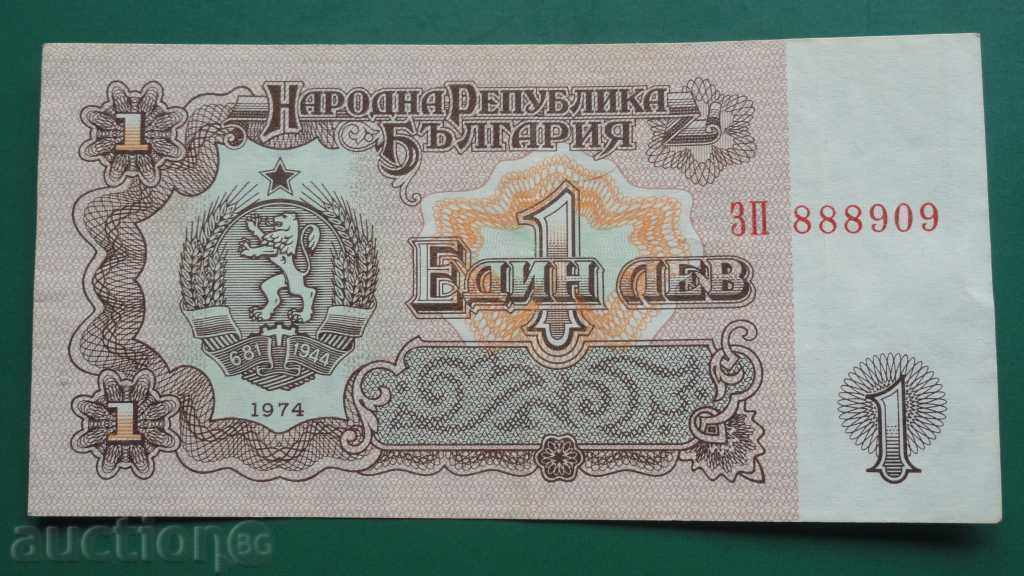 1
НАРОДНА РЕПУБЛИКА
БЪЛГАРИЯ
ЗП 888909
1
ЕДИН ЛЕВ
681 1944
1974
1
1
auction BG